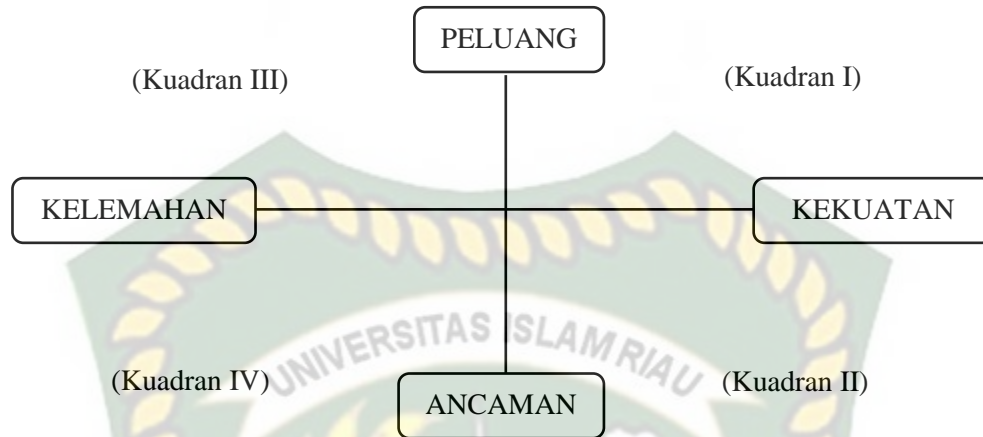 PELUANG
(Kuadran III)
(Kuadran I)
KELEMAHAN
KEKUATAN
UNIVERSITAS ISLAM RIAU
(Kuadran IV)
(Kuadran II)
ANCAMAN